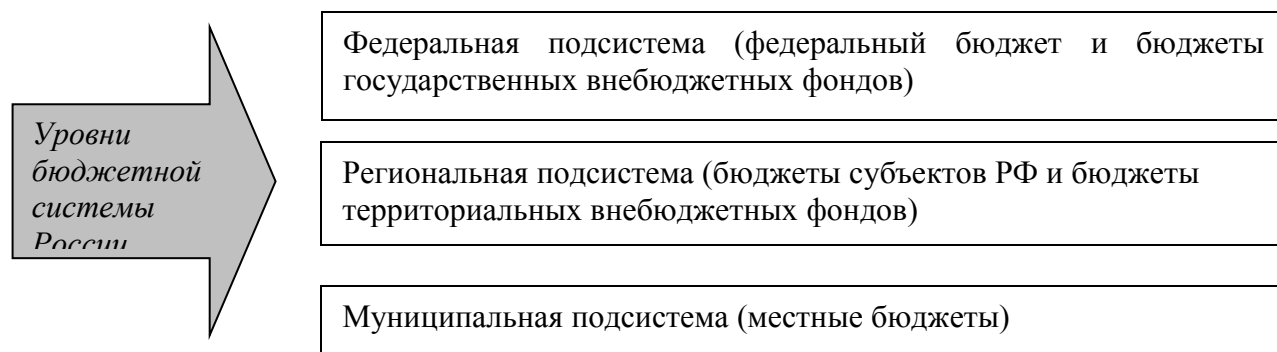 Уровни
бюджетной
системы
России
Федеральная подсистема (федеральный бюджет и бюджеты
государственных внебюджетных фондов)
Региональная подсистема (бюджеты субъектов РФ и бюджеты
территориальных внебюджетных фондов)
Муниципальная подсистема (местные бюджеты)